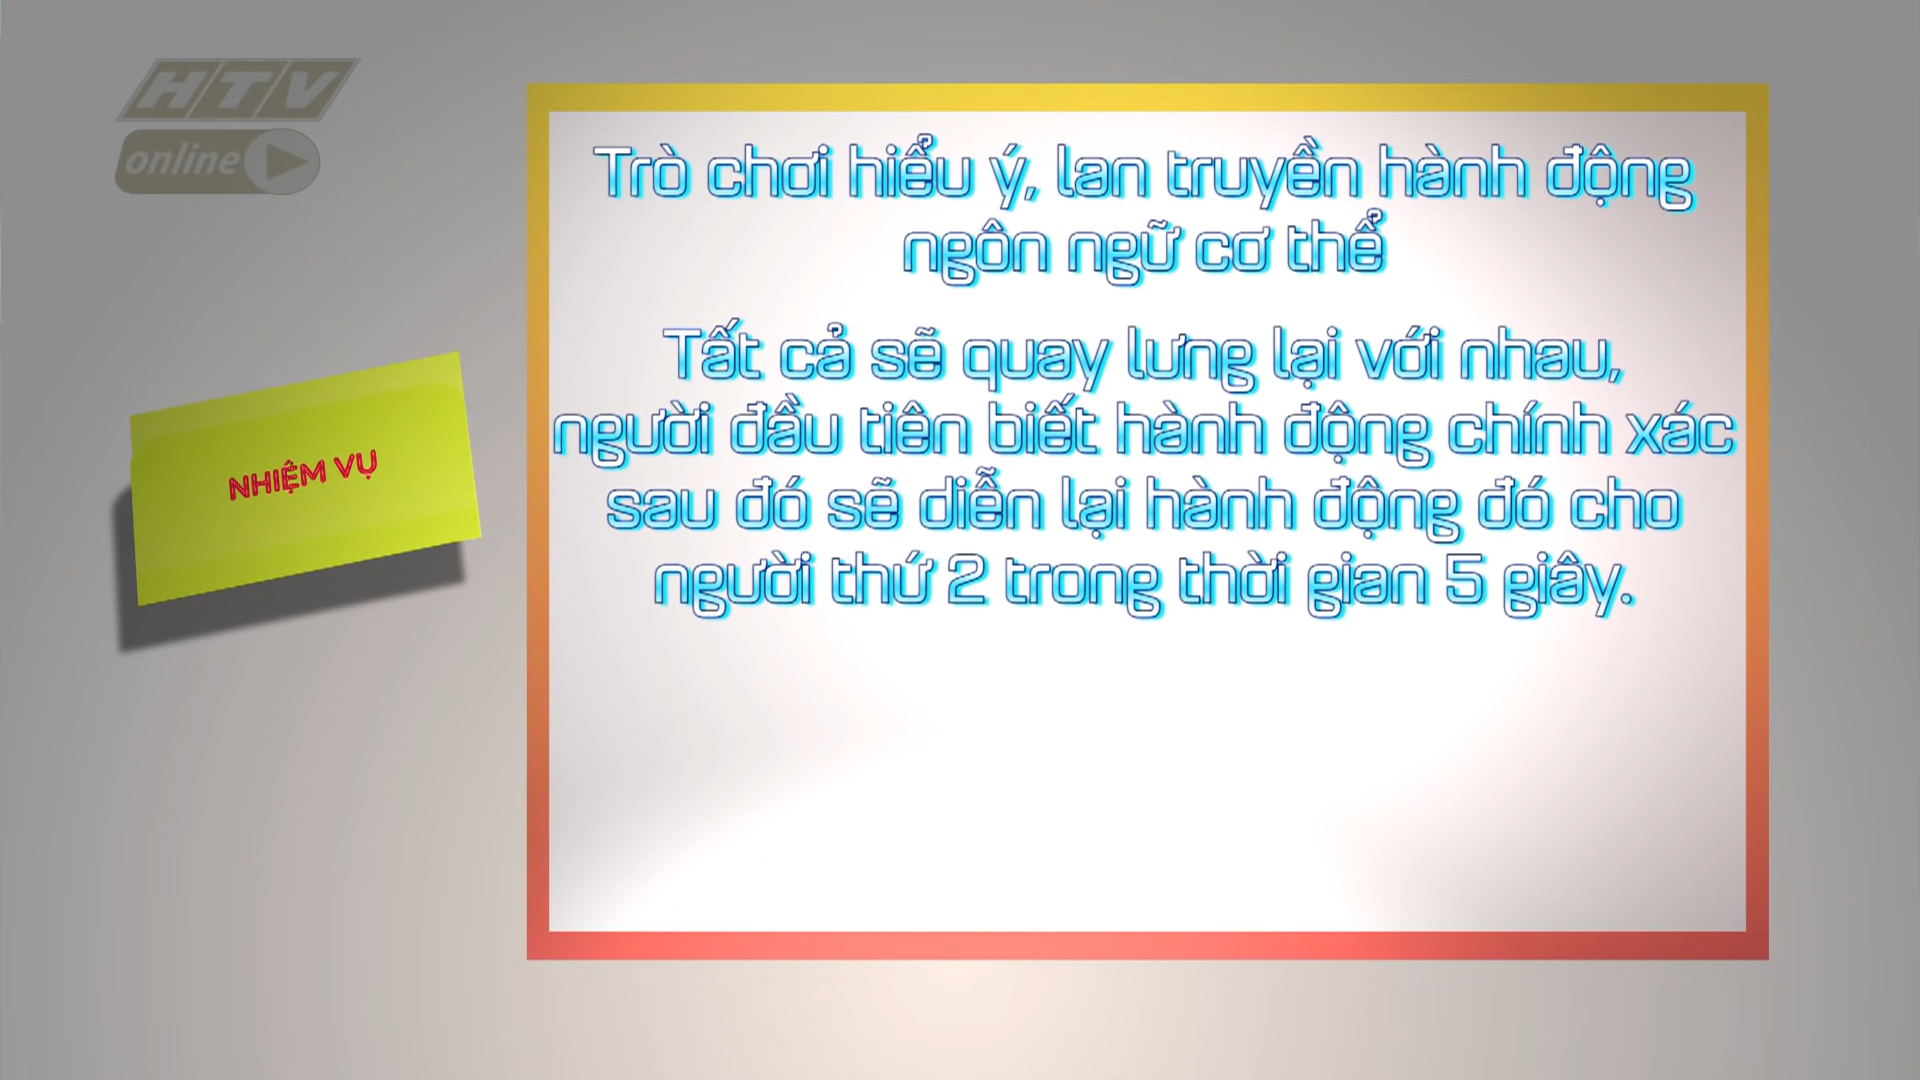 HTV
online
NHIỆM VỤ
Trò chơi hiểu ý, lan truyền hành động
ngôn ngữ cơ thể
Tất cả sẽ quay lưng lại với nhau,
người đầu tiên biết hành động chính xác
sau đó sẽ diễn lại hành động đó cho
người thứ 2 trong thời gian 5 giây.